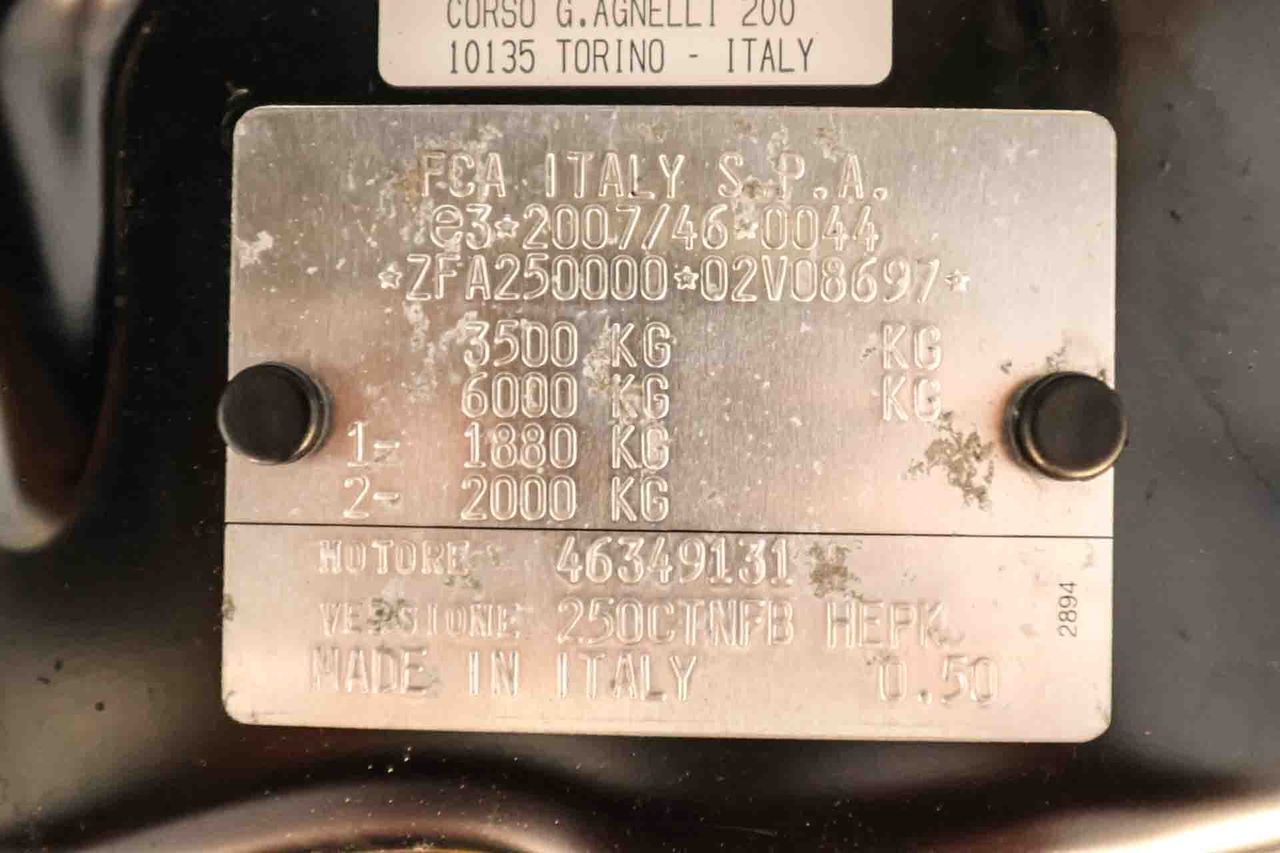 CORSO G.AGNELLI 200
10135 TORINO - ITALY
FCA ITALY S.P.A.
e3*2007/46*0044
*ZFA250000*02V08697*
3500 KG KG
6000 KG KG
1- 1880 KG
2- 2000 KG
MOTORE 46349131
VERSIONE 250CTNFB HEPK
MADE IN ITALY 0.50
2894